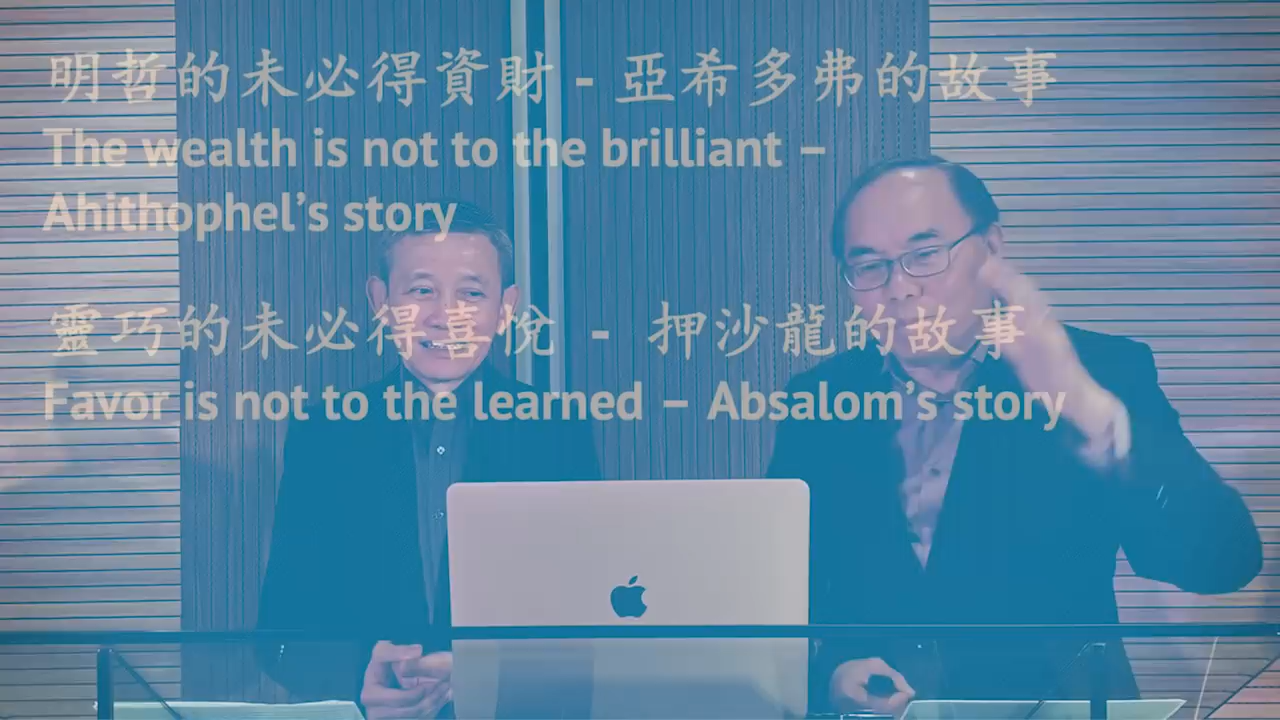 明哲的未必得資財 - 亞希多弗的故事
The wealth is not to the brilliant –
Ahithophel’s story
靈巧的未必得喜悅 - 押沙龍的故事
Favor is not to the learned – Absalom’s story